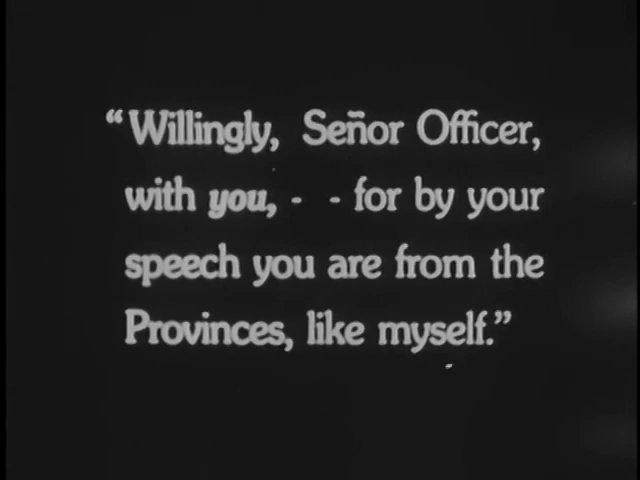 “Willingly, Señor Officer,
with you, - - for by your
speech you are from the
Provinces, like myself.”